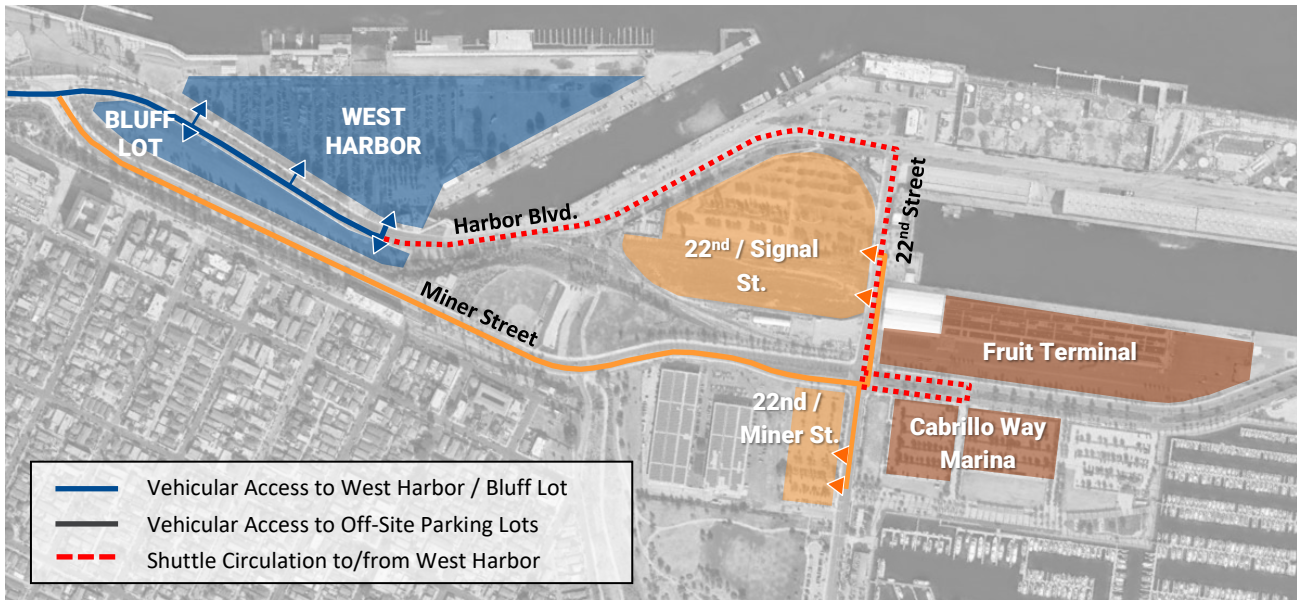 BLUFF
LOT
WEST
HARBOR
Harbor Blvd.
22nd Street
22nd / Signal
St.
Miner Street
Fruit Terminal
22nd /
Miner St.
Cabrillo Way
Marina
Vehicular Access to West Harbor / Bluff Lot
Vehicular Access to Off-Site Parking Lots
Shuttle Circulation to/from West Harbor